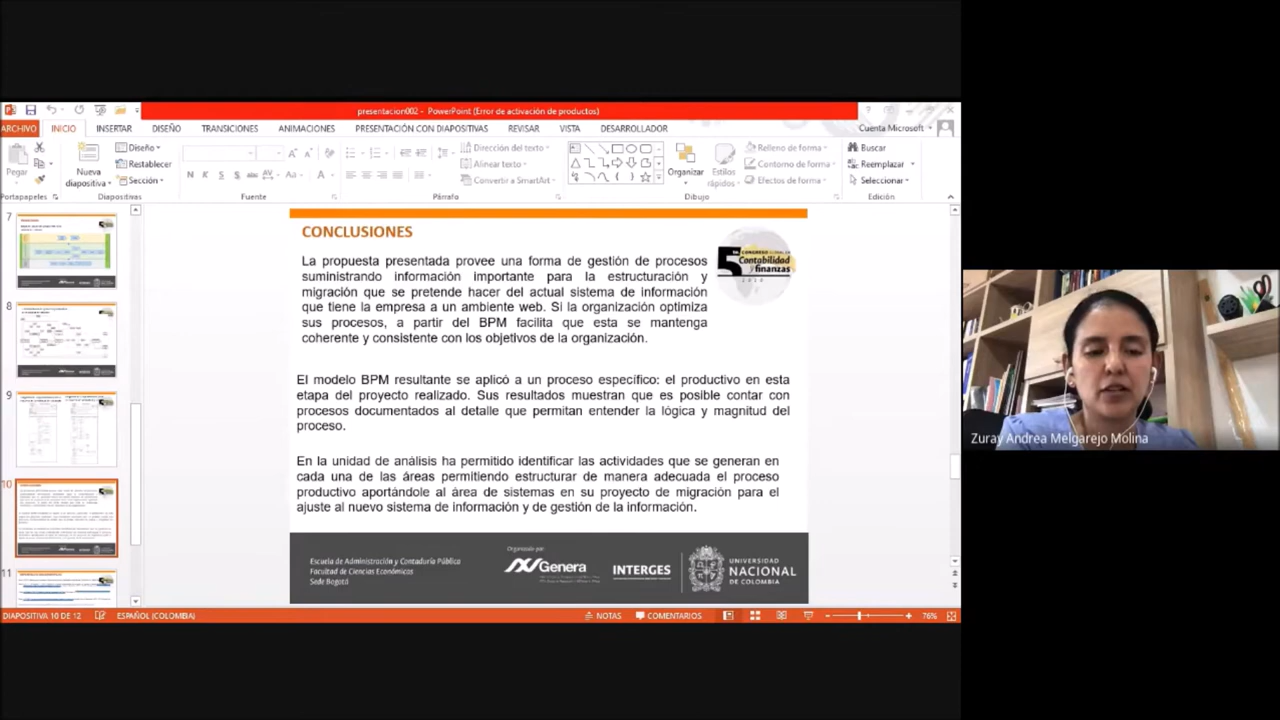 presentacion002 - PowerPoint (Error de activación de productos)
ARCHIVO INICIO INSERTAR DISEÑO TRANSICIONES ANIMACIONES PRESENTACIÓN CON DIAPOSITIVAS REVISAR VISTA DESARROLLADOR Cuenta Microsoft
Pegar
Nueva
diapositiva
Diseño
Restablecer
Sección
N K S S abc AV Aa A
Dirección del texto
Alinear texto
Convertir a SmartArt
Organizar
Estilos
rápidos
Relleno de forma
Contorno de forma
Efectos de forma
Buscar
Reemplazar
Seleccionar
Portapapeles Diapositivas Fuente Párrafo Dibujo Edición
7
8
9
10
11
CONCLUSIONES
5to CONGRESO
Contabilidad
y finanzas
2020
La propuesta presentada provee una forma de gestión de procesos
suministrando información importante para la estructuración y
migración que se pretende hacer del actual sistema de información
que tiene la empresa a un ambiente web. Si la organización optimiza
sus procesos, a partir del BPM facilita que esta se mantenga
coherente y consistente con los objetivos de la organización.
El modelo BPM resultante se aplicó a un proceso específico: el productivo en esta
etapa del proyecto realizado. Sus resultados muestran que es posible contar con
procesos documentados al detalle que permitan entender la lógica y magnitud del
proceso.
En la unidad de análisis ha permitido identificar las actividades que se generan en
cada una de las áreas permitiendo estructurar de manera adecuada el proceso
productivo aportándole al área de sistemas en su proyecto de migración para el
ajuste al nuevo sistema de información y de gestión de la información.
Escuela de Administración y Contaduría Pública
Facultad de Ciencias Económicas
Sede Bogotá
Organizado por:
Genera
INTERGES
UNIVERSIDAD
NACIONAL
DE COLOMBIA
DIAPOSITIVA 10 DE 12 ESPAÑOL (COLOMBIA) NOTAS COMENTARIOS 76%
Zuray Andrea Melgarejo Molina